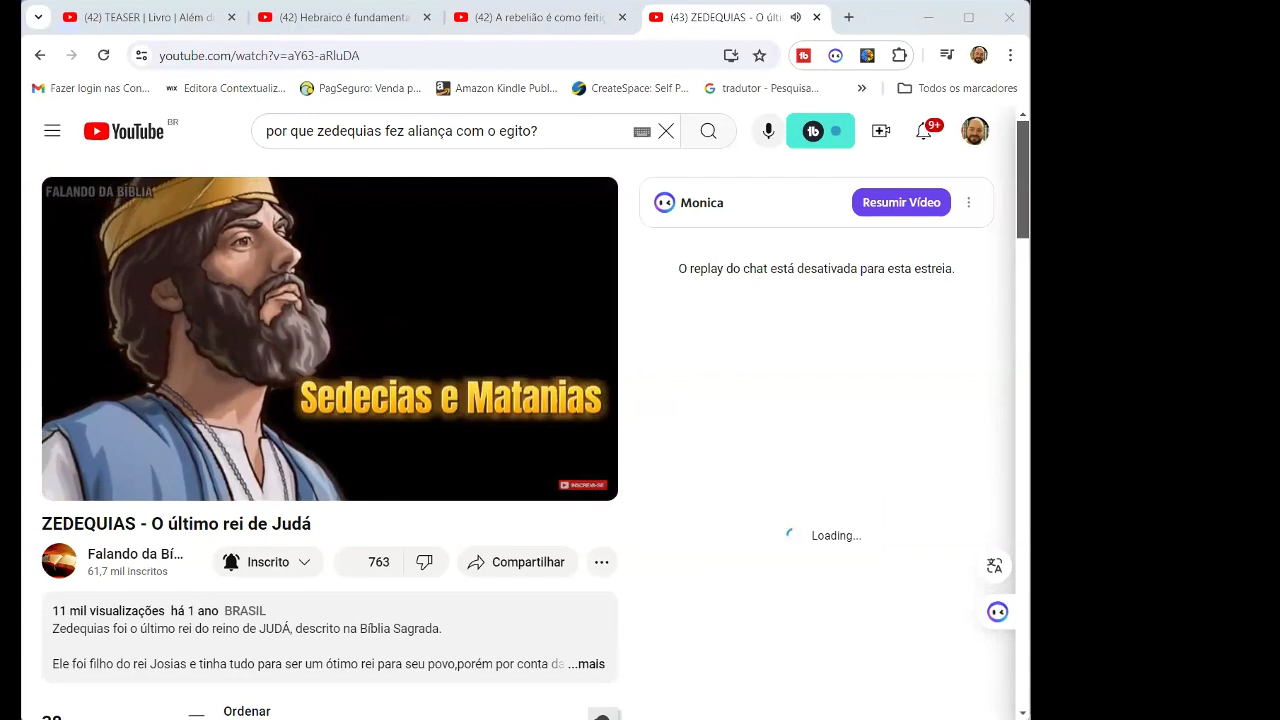 (42) TEASER | Livro | Além d
(42) Hebraico é fundamenta
(42) A rebelião é como feitiç
(43) ZEDEQUIAS - O últi
youtube.com/watch?v=aY63-aRluDA
Fazer login nas Con...
WIX Editora Contextualiz...
PagSeguro: Venda p...
Amazon Kindle Publ...
CreateSpace: Self P...
tradutor - Pesquisa...
Todos os marcadores
YouTube BR
por que zedequias fez aliança com o egito?
9+
FALANDO DA BÍBLIA
Sedecias e Matanias
INSCREVA-SE
Monica
Resumir Vídeo
O replay do chat está desativada para esta estreia.
Loading...
ZEDEQUIAS - O último rei de Judá
Falando da Bí...
61,7 mil inscritos
Inscrito
763
Compartilhar
11 mil visualizações há 1 ano BRASIL
Zedequias foi o último rei do reino de JUDÁ descrito na Bíblia Sagrada.
Ele foi filho do rei Josias e tinha tudo para ser um ótimo rei para seu povo,porém por conta da ...mais
Ordenar